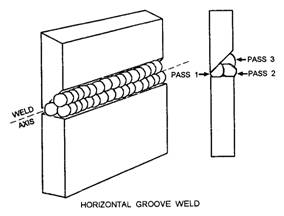 PASS 3
PASS 1
PASS 2
WELD
AXIS
HORIZONTAL GROOVE WELD